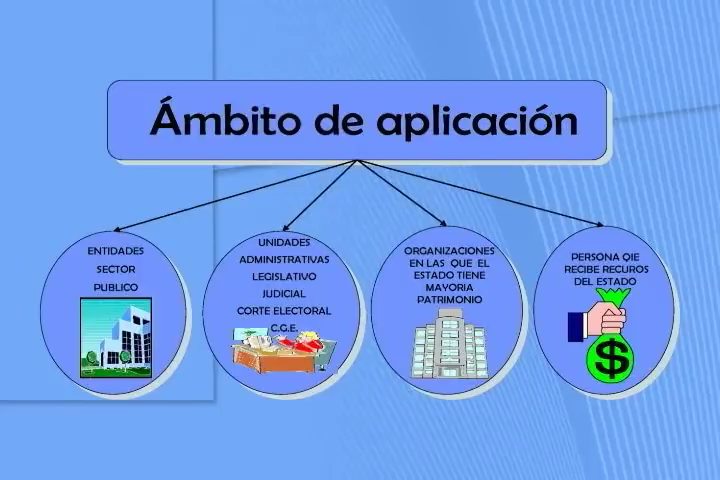 Ámbito de aplicación
ENTIDADES
SECTOR
PUBLICO
UNIDADES
ADMINISTRATIVAS
LEGISLATIVO
JUDICIAL
CORTE ELECTORAL
C.G.E.
ORGANIZACIONES
EN LAS QUE EL
ESTADO TIENE
MAYORIA
PATRIMONIO
PERSONA QIE
RECIBE RECUROS
DEL ESTADO
$